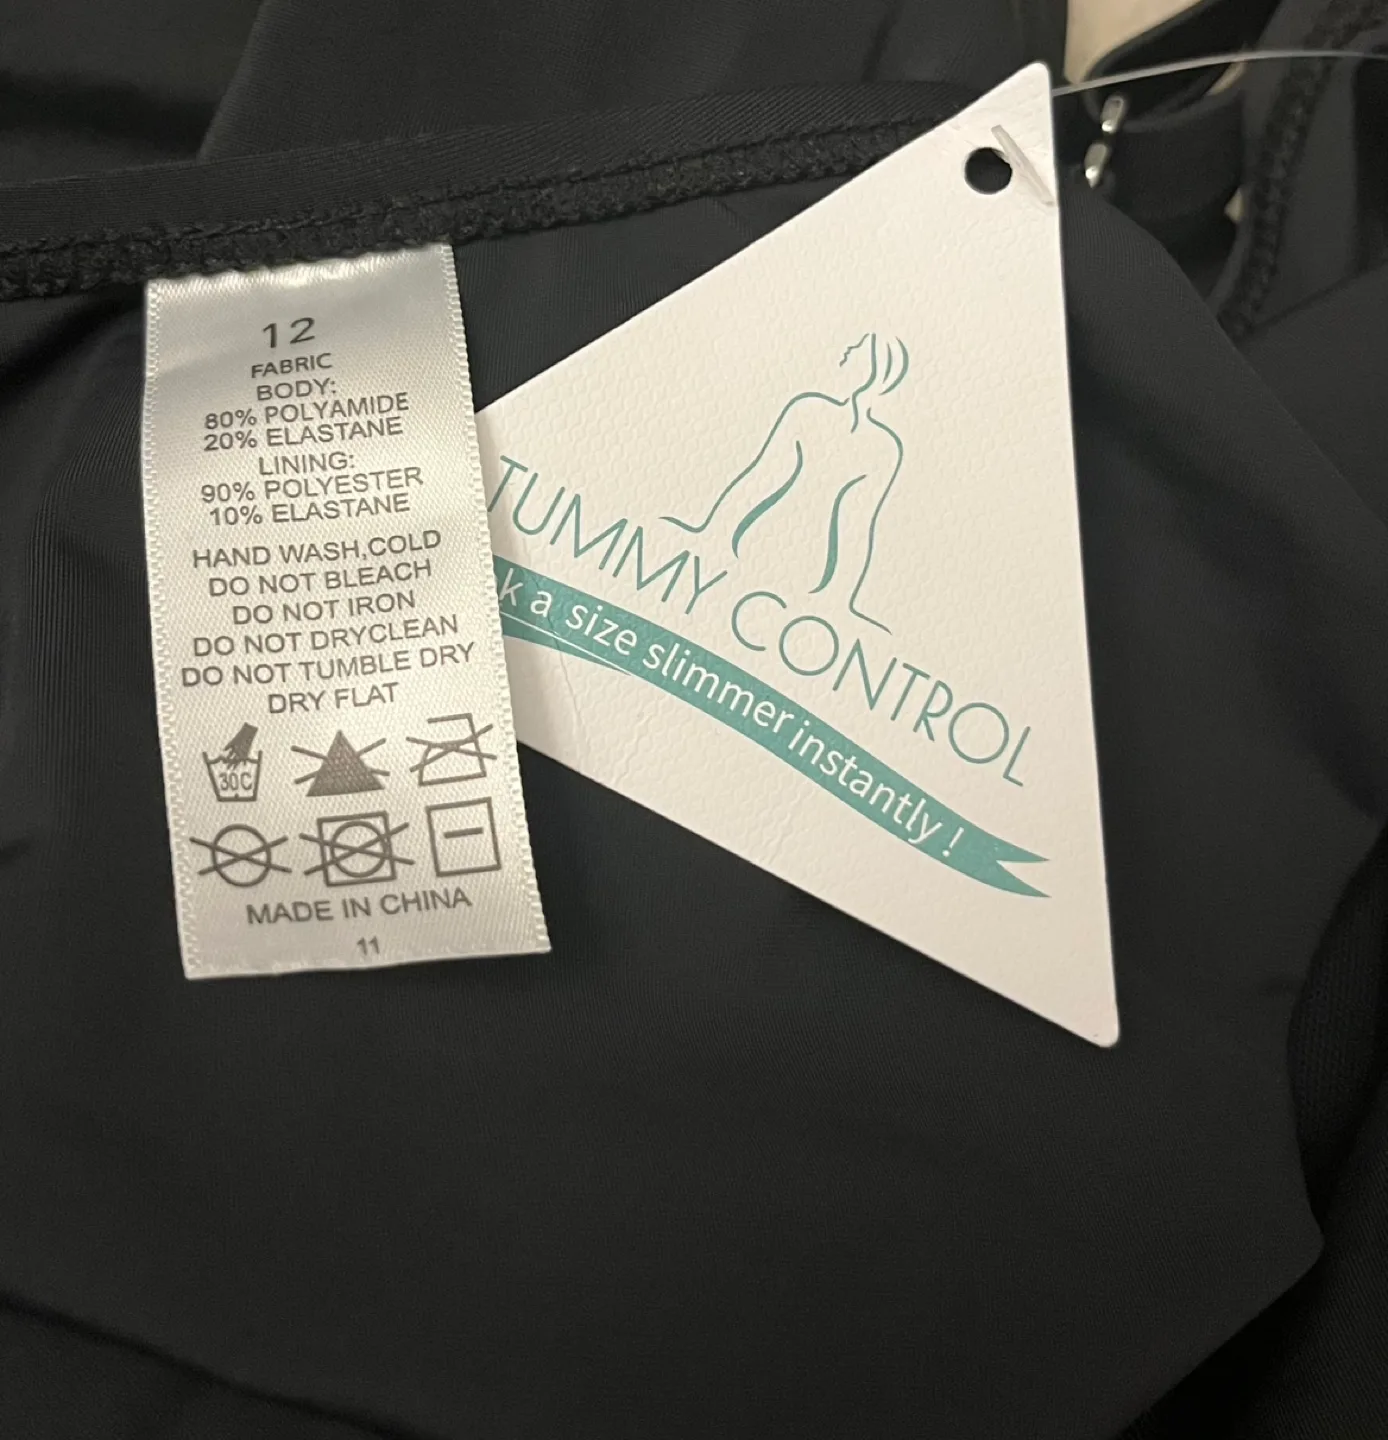 12
FABRIC
BODY:
80% POLYAMIDE
20% ELASTANE
LINING:
90% POLYESTER
10% ELASTANE
HAND WASH,COLD
DO NOT BLEACH
DO NOT IRON
DO NOT DRYCLEAN
DO NOT TUMBLE DRY
DRY FLAT
30C
MADE IN CHINA
11
TUMMY CONTROL
k a size slimmer instantly !